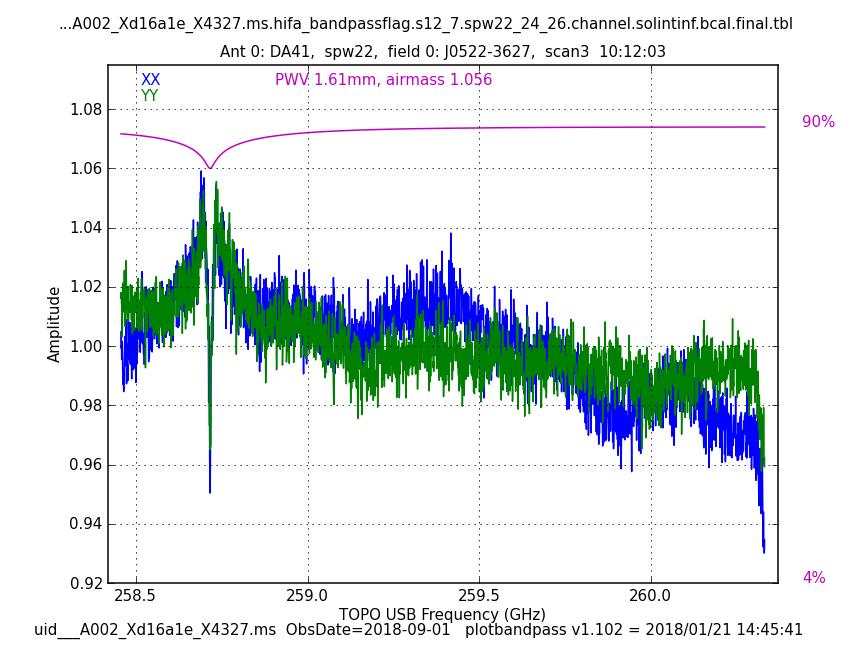 ...A002_Xd16a1e_X4327.ms.hifa_bandpassflag.s12_7.spw22_24_26.channel.solintinf.bcal.final.tbl
Ant 0: DA41,  spw22,  field 0: J0522-3627,  scan3  10:12:03
XX
PWV 1.61mm, airmass 1.056
YY
90%
1.08
1.06
1.04
1.02
1.00
0.98
0.96
0.94
0.92
Amplitude
4%
258.5
259.0
259.5
260.0
TOPO USB Frequency (GHz)
uid___A002_Xd16a1e_X4327.ms  ObsDate=2018-09-01   plotbandpass v1.102 = 2018/01/21 14:45:41